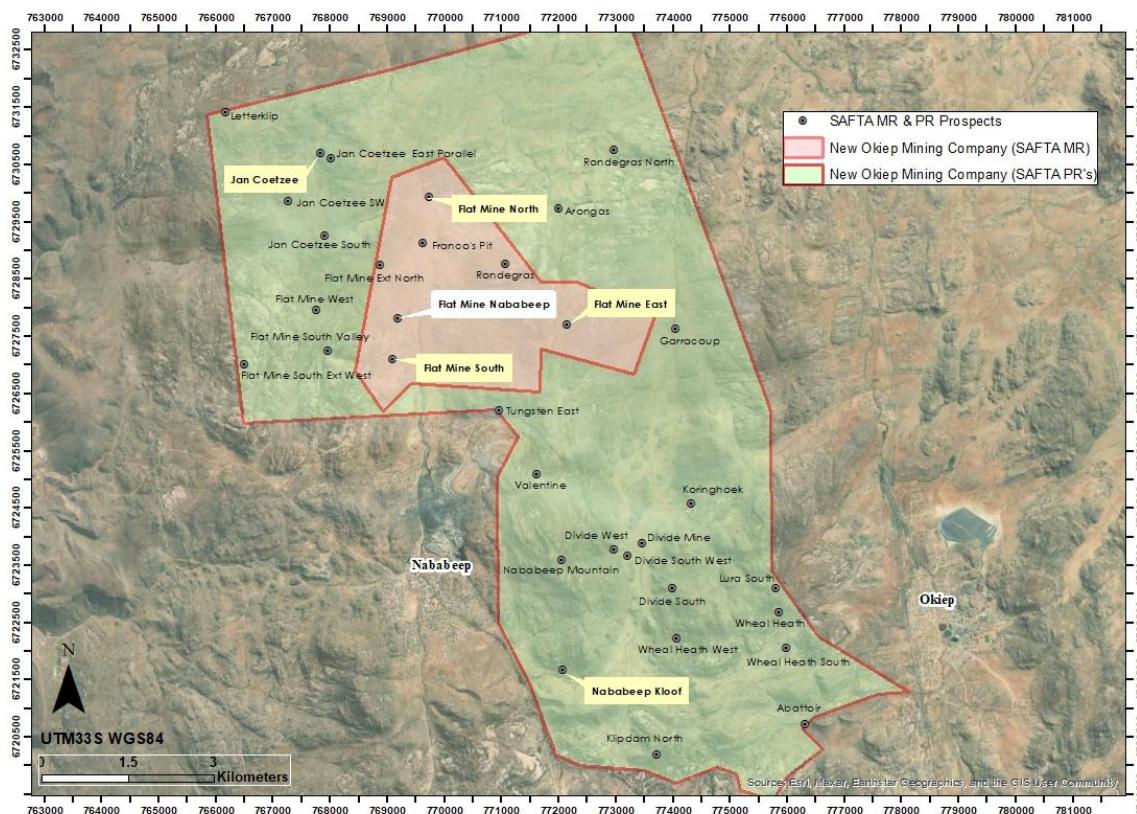 763000 764000 765000 766000 767000 768000 769000 770000 771000 772000 773000 774000 775000 776000 777000 778000 779000 780000 781000
6732500
6731500
6730500
6729500
6728500
6727500
6726500
6725500
6724500
6723500
6722500
6721500
6720500
SAFTA MR & PR Prospects
New Okiep Mining Company (SAFTA MR)
New Okiep Mining Company (SAFTA PR's)
Letterklip
Jan Coetzee East Parallel
Rondegras North
Jan Coetzee
Jan Coetzee SW
Flat Mine North
Arongas
Jan Coetzee South
Franco's Pit
Flat Mine Ext North
Rondegras
Flat Mine West
Flat Mine Nababeep
Flat Mine East
Flat Mine South Valley
Garracoup
Flat Mine South Ext West
Flat Mine South
Tungsten East
Valentine
Koringhoek
Divide West
Divide Mine
Divide South West
Nababeep Mountain
Nababeep
Lura South
Divide South
Okiep
Wheal Heath
Wheal Heath West
Wheal Heath South
Nababeep Kloof
Abattoir
Klipdam North
N
UTM33S WGS84
0 1.5 3
Kilometers
Source: Esri, Maxar, Earthstar Geographics, and the GIS User Community
763000 764000 765000 766000 767000 768000 769000 770000 771000 772000 773000 774000 775000 776000 777000 778000 779000 780000 781000